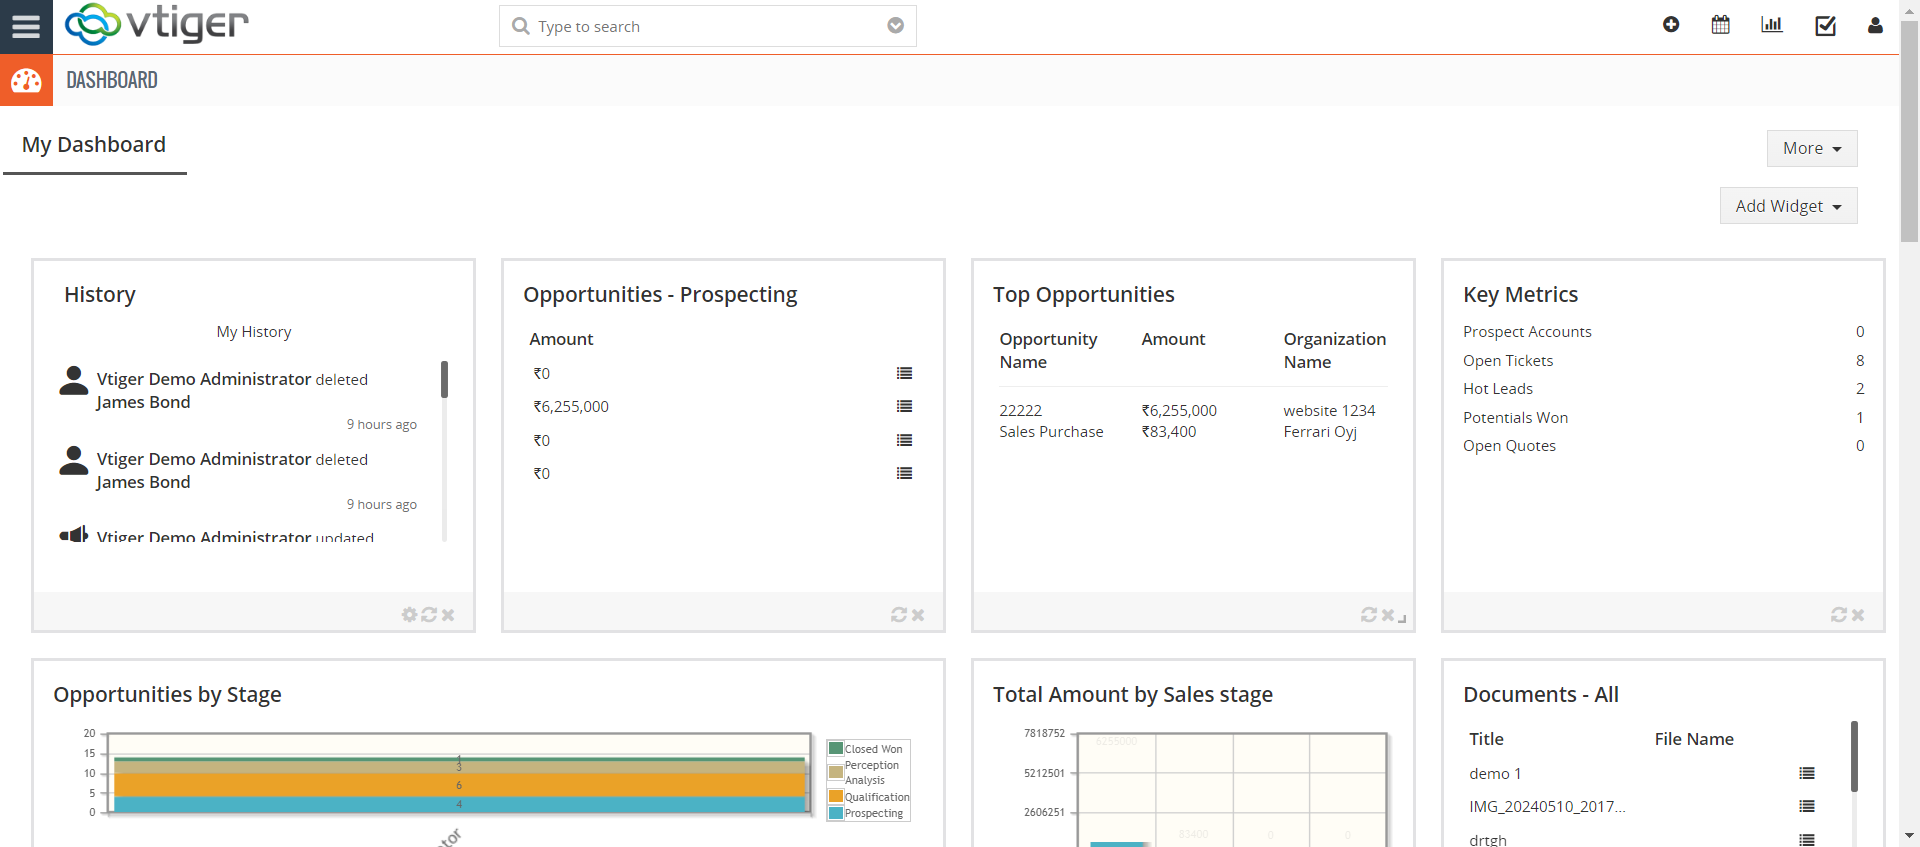 vtiger
Type to search
DASHBOARD
My Dashboard
More
Add Widget
History
My History
Vtiger Demo Administrator deleted
James Bond
9 hours ago
Vtiger Demo Administrator deleted
James Bond
9 hours ago
Vtiger Demo Administrator updated
Opportunities - Prospecting
Amount
₹0
₹6,255,000
₹0
₹0
Top Opportunities
Opportunity Name Amount Organization Name
22222 ₹6,255,000 website 1234
Sales Purchase ₹83,400 Ferrari Oyj
Key Metrics
Prospect Accounts 0
Open Tickets 8
Hot Leads 2
Potentials Won 1
Open Quotes 0
Opportunities by Stage
20
15
10
5
0
1
3
6
4
Closed Won
Perception
Analysis
Qualification
Prospecting
tor
Total Amount by Sales stage
7818752
5212501
2606251
6255000
83400
0
0
Documents - All
Title File Name
demo 1
IMG_20240510_2017...
drtgh